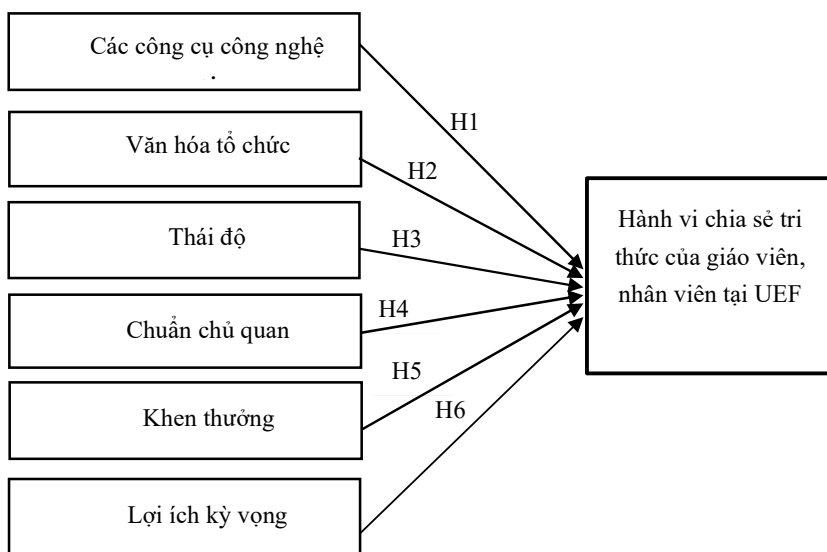 Các công cụ công nghệ
.
H1
Văn hóa tổ chức
H2
Thái độ
H3
Chuẩn chủ quan
H4
Khen thưởng
H5
Lợi ích kỳ vọng
H6
Hành vi chia sẻ tri
thức của giáo viên,
nhân viên tại UEF